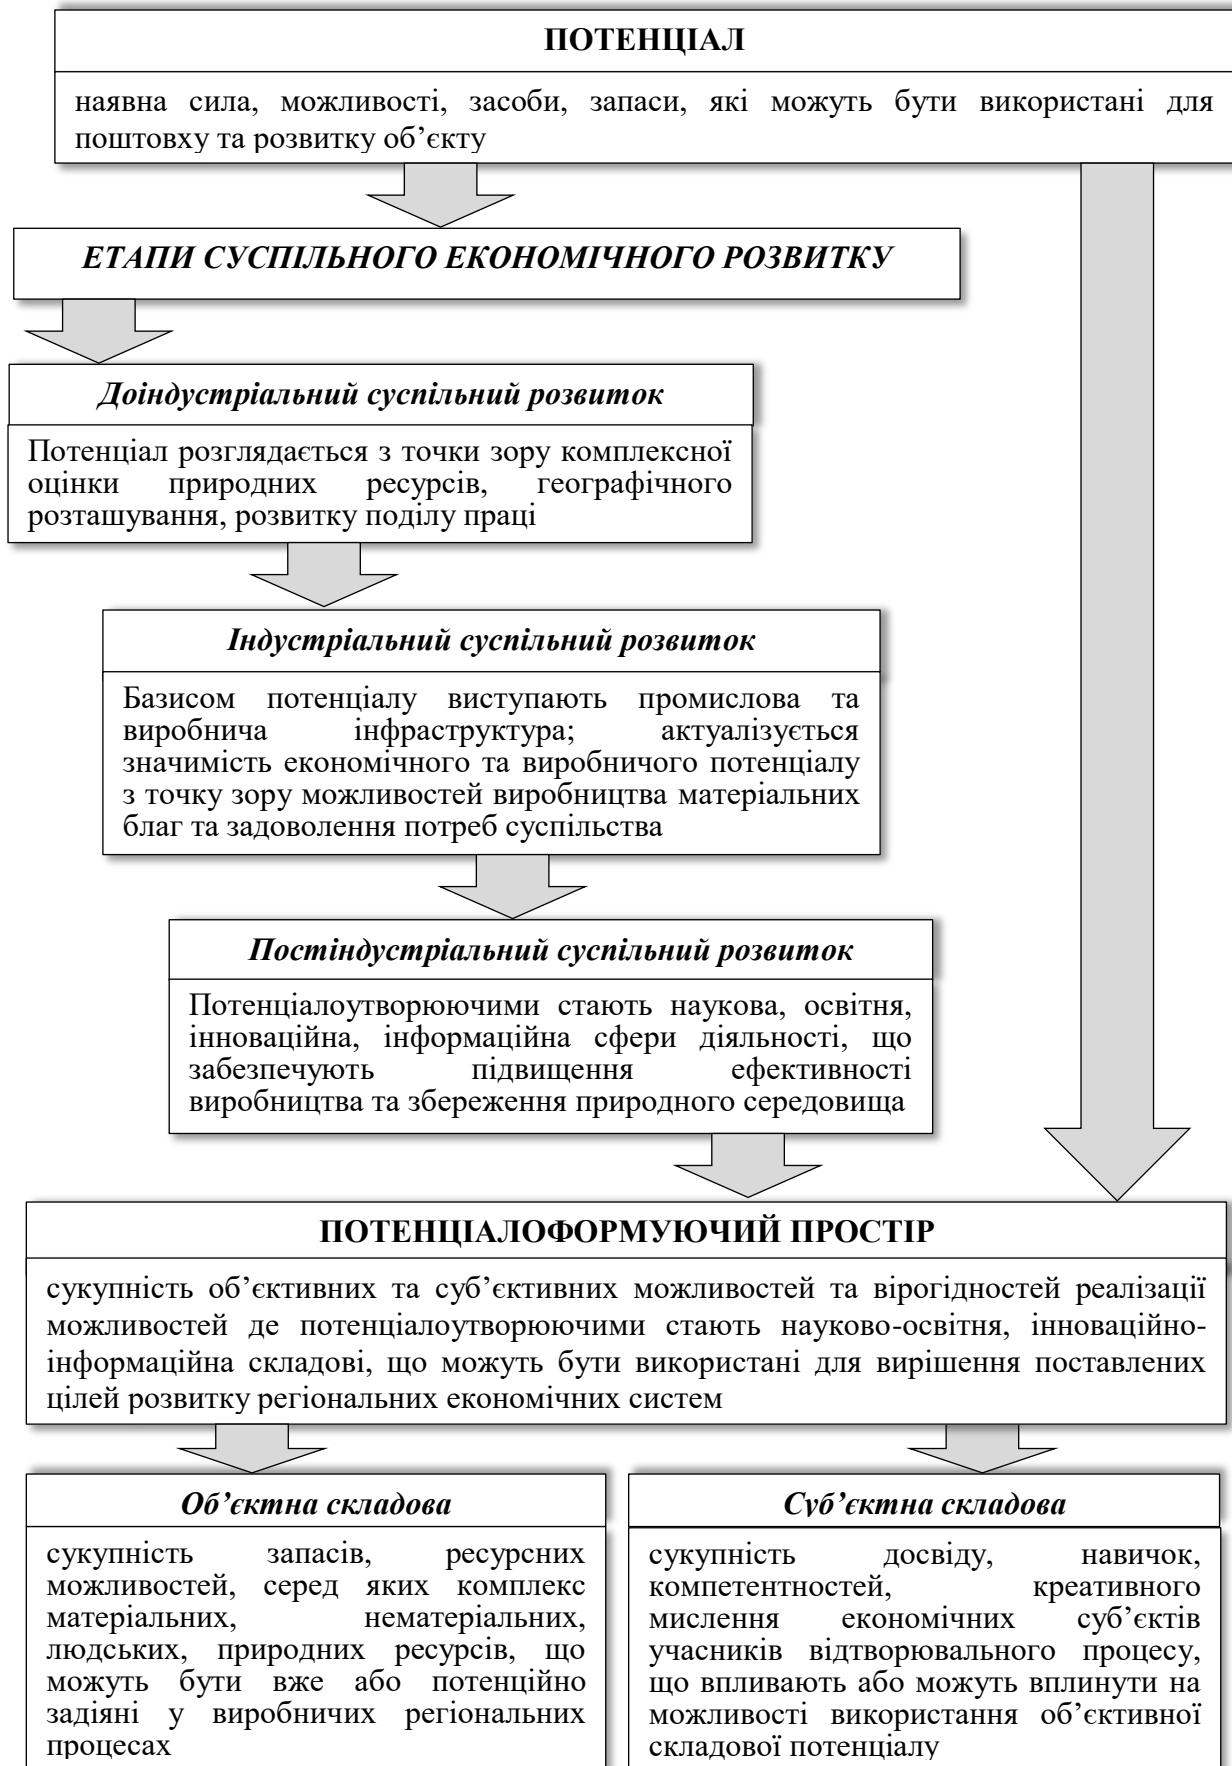 ПОТЕНЦІАЛ
наявна сила, можливості, засоби, запаси, які можуть бути використані для
поштовху та розвитку об’єкту
ЕТАПИ СУСПІЛЬНОГО ЕКОНОМІЧНОГО РОЗВИТКУ
Доіндустріальний суспільний розвиток
Потенціал розглядається з точки зору комплексної
оцінки природних ресурсів, географічного
розташування, розвитку поділу праці
Індустріальний суспільний розвиток
Базисом потенціалу виступають промислова та
виробнича інфраструктура; актуалізується
значимість економічного та виробничого потенціалу
з точку зору можливостей виробництва матеріальних
благ та задоволення потреб суспільства
Постіндустріальний суспільний розвиток
Потенціалоутворюючими стають наукова, освітня,
інноваційна, інформаційна сфери діяльності, що
забезпечують підвищення ефективності
виробництва та збереження природного середовища
ПОТЕНЦІАЛОФОРМУЮЧИЙ ПРОСТІР
сукупність об’єктивних та суб’єктивних можливостей та вірогідностей реалізації
можливостей де потенціалоутворюючими стають науково-освітня, інноваційно-
інформаційна складові, що можуть бути використані для вирішення поставлених
цілей розвитку регіональних економічних систем
Об’єктна складова
сукупність запасів, ресурсних
можливостей, серед яких комплекс
матеріальних, нематеріальних,
людських, природних ресурсів, що
можуть бути вже або потенційно
задіяні у виробничих регіональних
процесах
Суб’єктна складова
сукупність досвіду, навичок,
компетентностей, креативного
мислення економічних суб’єктів
учасників відтворювального процесу,
що впливають або можуть вплинути на
можливості використання об’єктивної
складової потенціалу